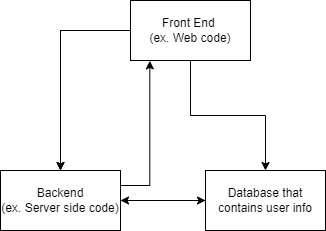 Front End
(ex. Web code)
Backend
(ex. Server side code)
Database that
contains user info